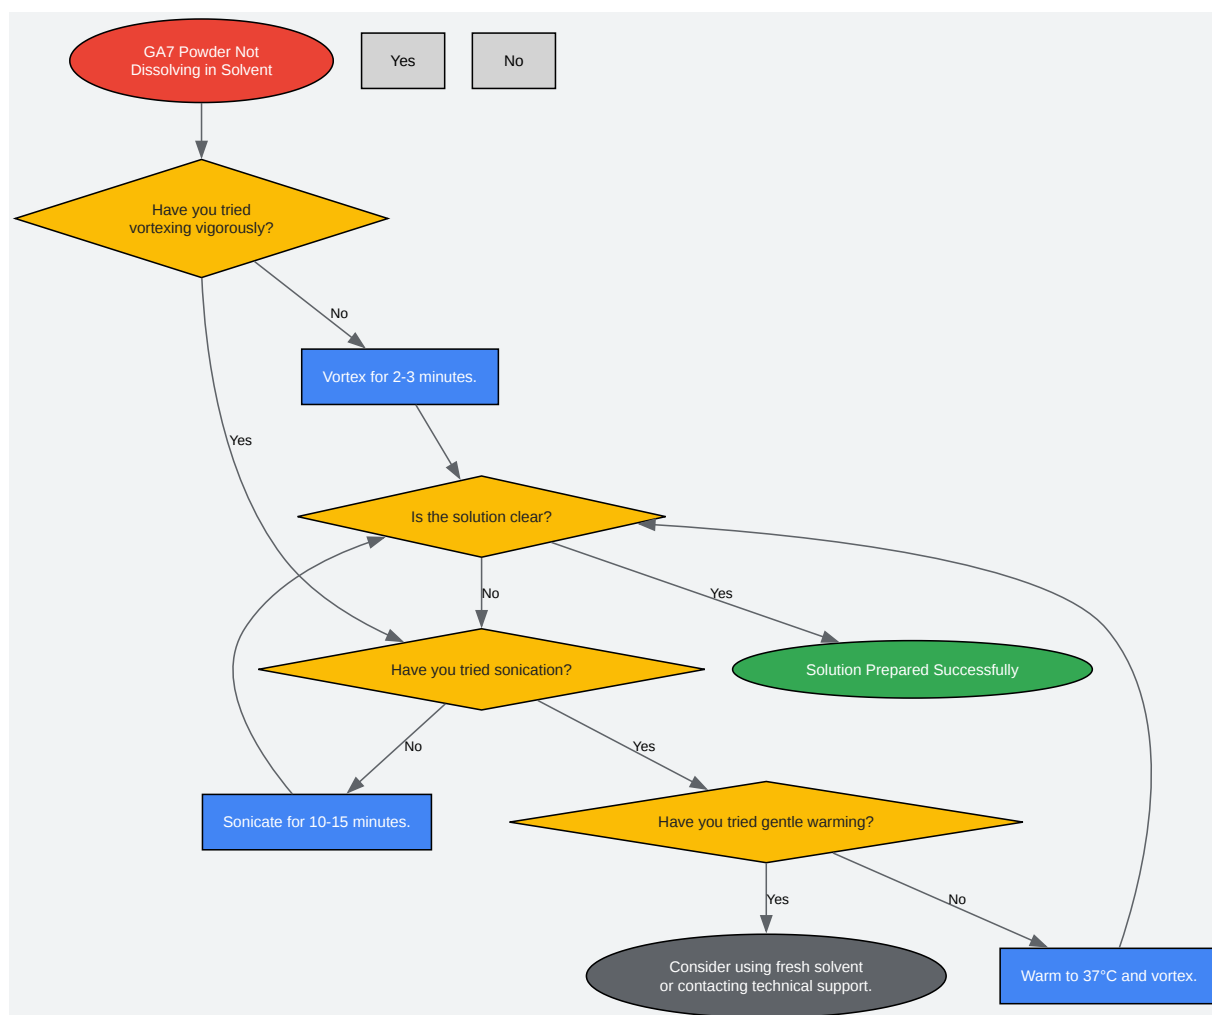 GA7 Powder Not
Dissolving in Solvent
Yes
No
Have you tried
vortexing vigorously?
No
Vortex for 2-3 minutes.
Yes
Is the solution clear?
No
Yes
Have you tried sonication?
Solution Prepared Successfully
No
Yes
Sonicate for 10-15 minutes.
Have you tried gentle warming?
Yes
No
Consider using fresh solvent
or contacting technical support.
Warm to 37°C and vortex.